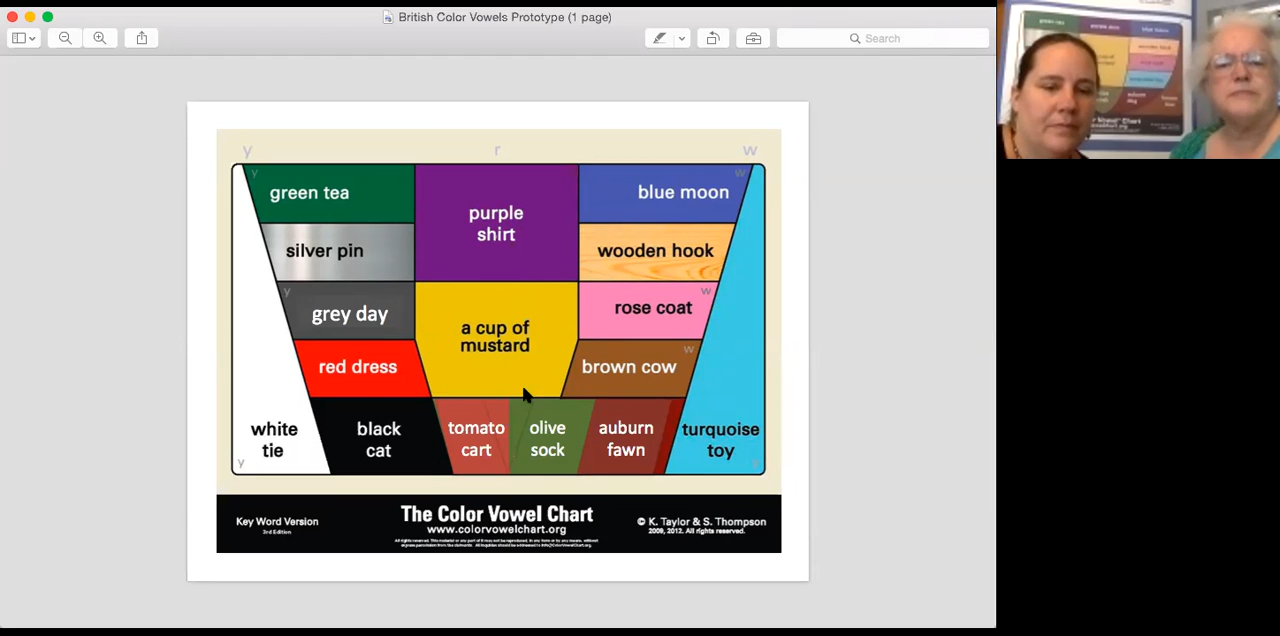 British Color Vowels Prototype (1 page)
Search
y r w
y
w
green tea
purple
shirt
blue moon
silver pin
wooden hook
y
w
grey day
a cup of
mustard
rose coat
w
red dress
brown cow
white
tie
black
cat
tomato
cart
olive
sock
auburn
fawn
turquoise
toy
y
Key Word Version
3rd Edition
The Color Vowel Chart
www.colorvowelchart.org
© K. Taylor & S. Thompson
2009, 2012. All rights reserved.